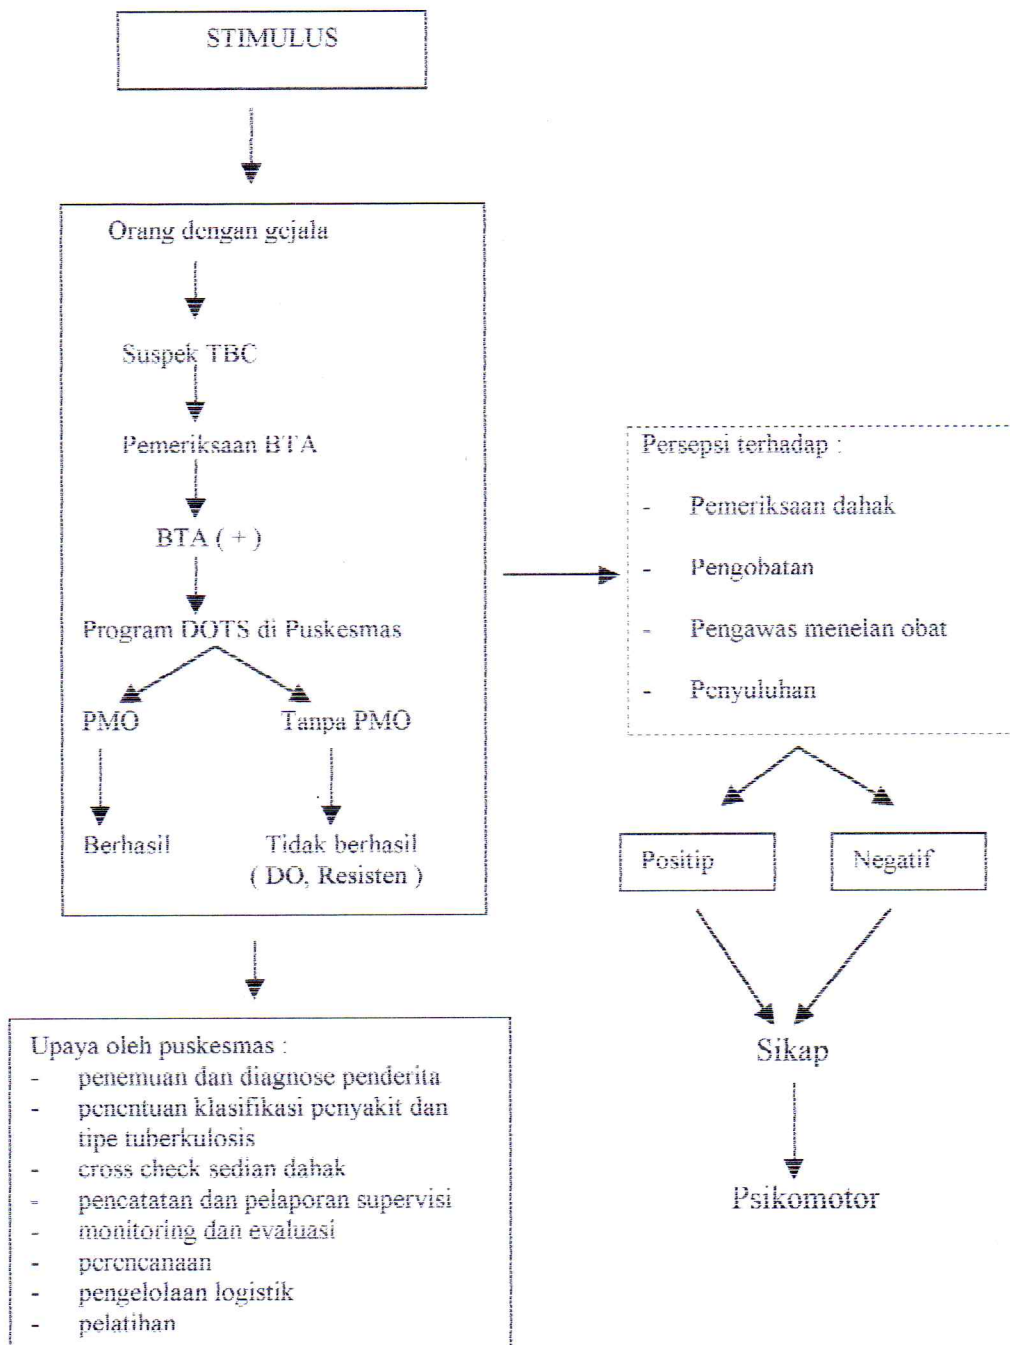 STIMULUS
Orang dengan gejala
Suspek TBC
Pemeriksaan BTA
BTA ( + )
Program DOTS di Puskesmas
PMO
Tanpa PMO
Berhasil
Tidak berhasil
( DO, Resisten )
Upaya oleh puskesmas :
- penemuan dan diagnose penderita
- penentuan klasifikasi penyakit dan
tipe tuberkulosis
- cross check sedian dahak
- pencatatan dan pelaporan supervisi
- monitoring dan evaluasi
- perencanaan
- pengelolaan logistik
- pelatihan
Persepsi terhadap :
- Pemeriksaan dahak
- Pengobatan
- Pengawas menelan obat
- Penyuluhan
Positip
Negatif
Sikap
Psikomotor